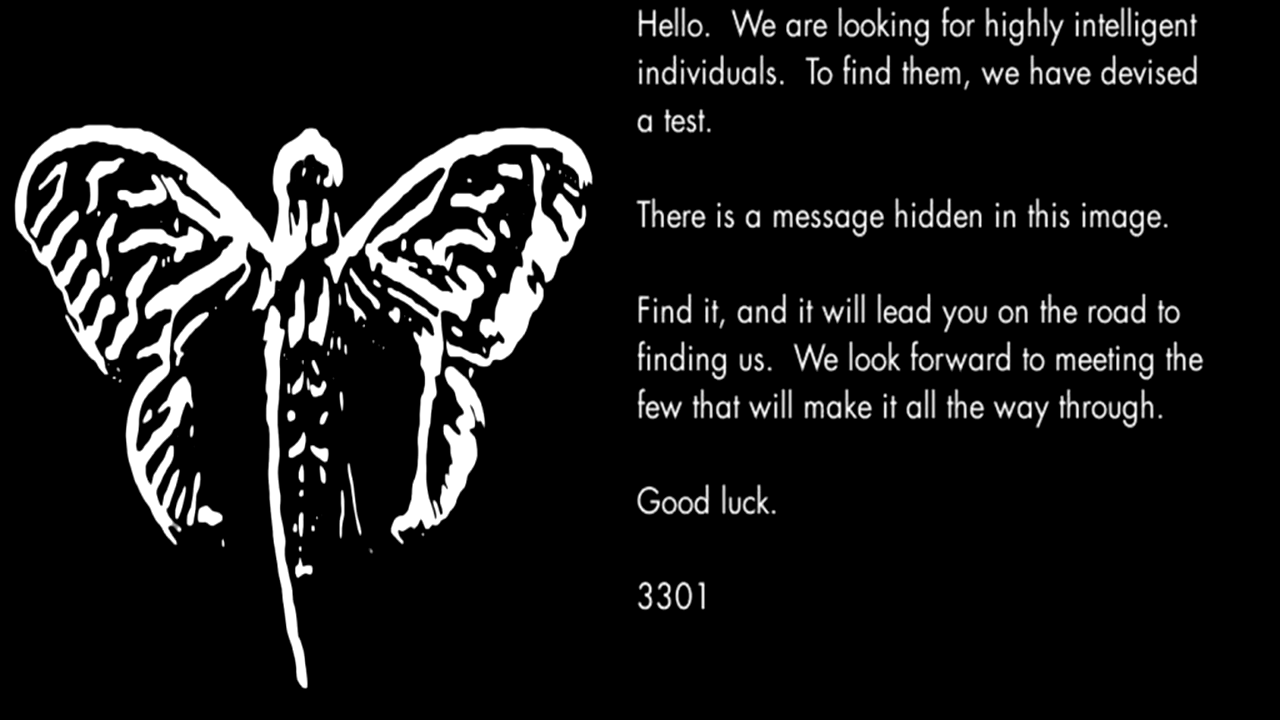 Hello.  We are looking for highly intelligent
individuals.  To find them, we have devised
a test.
There is a message hidden in this image.
Find it, and it will lead you on the road to
finding us.  We look forward to meeting the
few that will make it all the way through.
Good luck.
3301